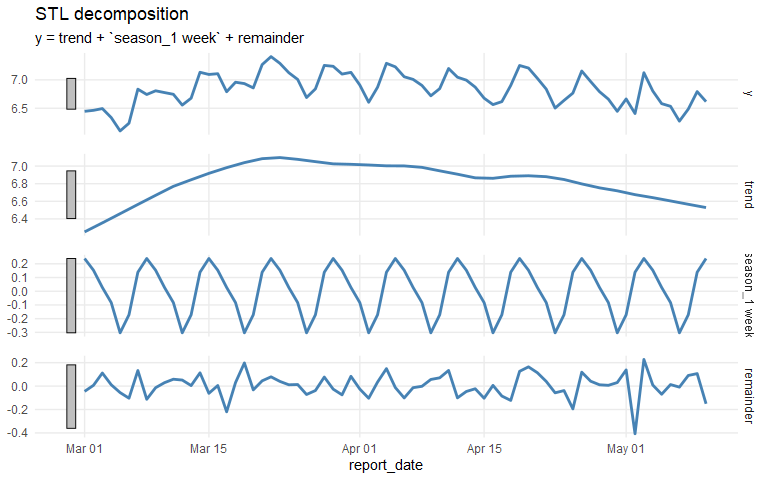 STL decomposition
y = trend + `season_1 week` + remainder
7.0
6.5
y
7.0
6.8
6.6
6.4
trend
0.2
0.1
0.0
-0.1
-0.2
-0.3
season_1 week
0.2
0.0
-0.2
-0.4
remainder
Mar 01 Mar 15 Apr 01 Apr 15 May 01
report_date